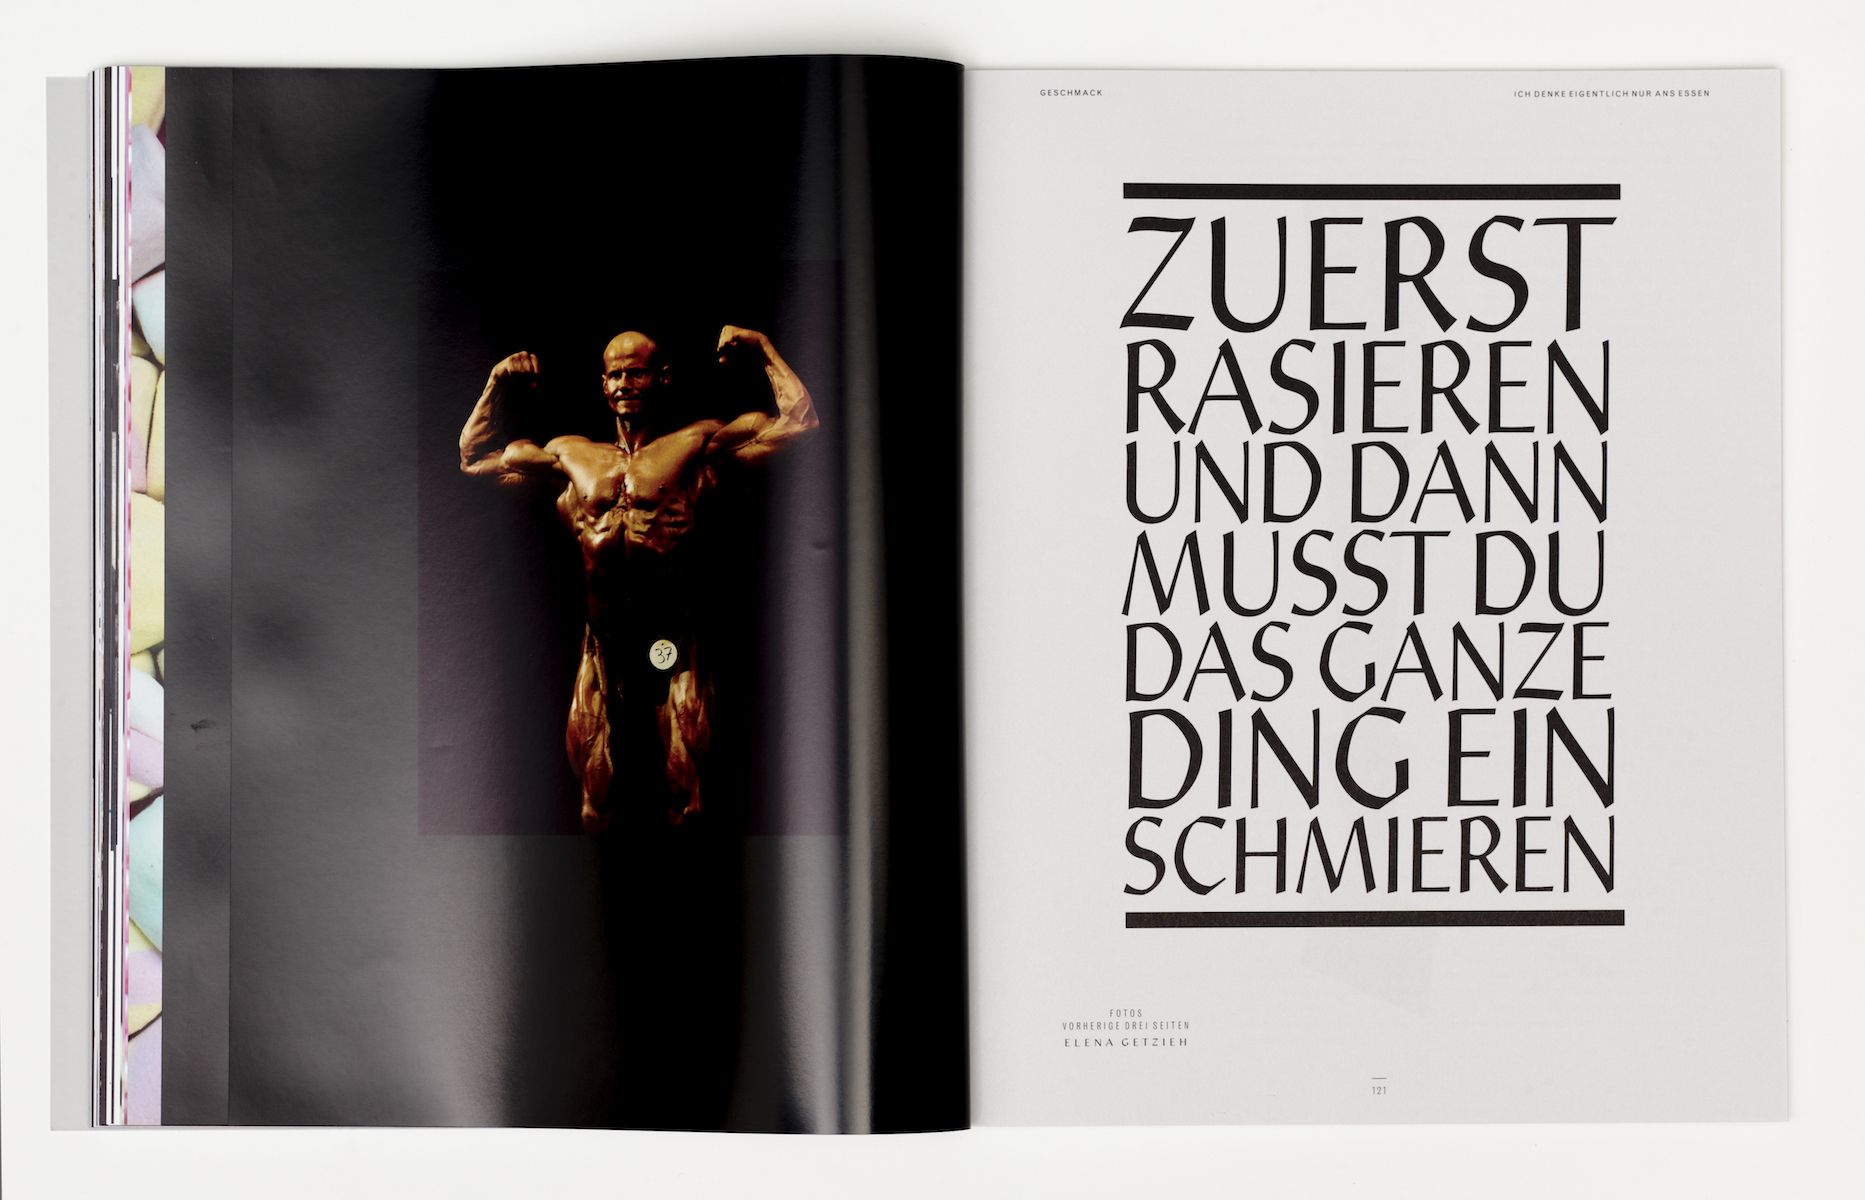 37
GESCHMACK
ICH DENKE EIGENTLICH NUR ANS ESSEN
ZUERST
RASIEREN
UND DANN
MUSST DU
DAS GANZE
DING EIN
SCHMIEREN
FOTOS
VORHERIGE DREI SEITEN
ELENA GETZIEH
121